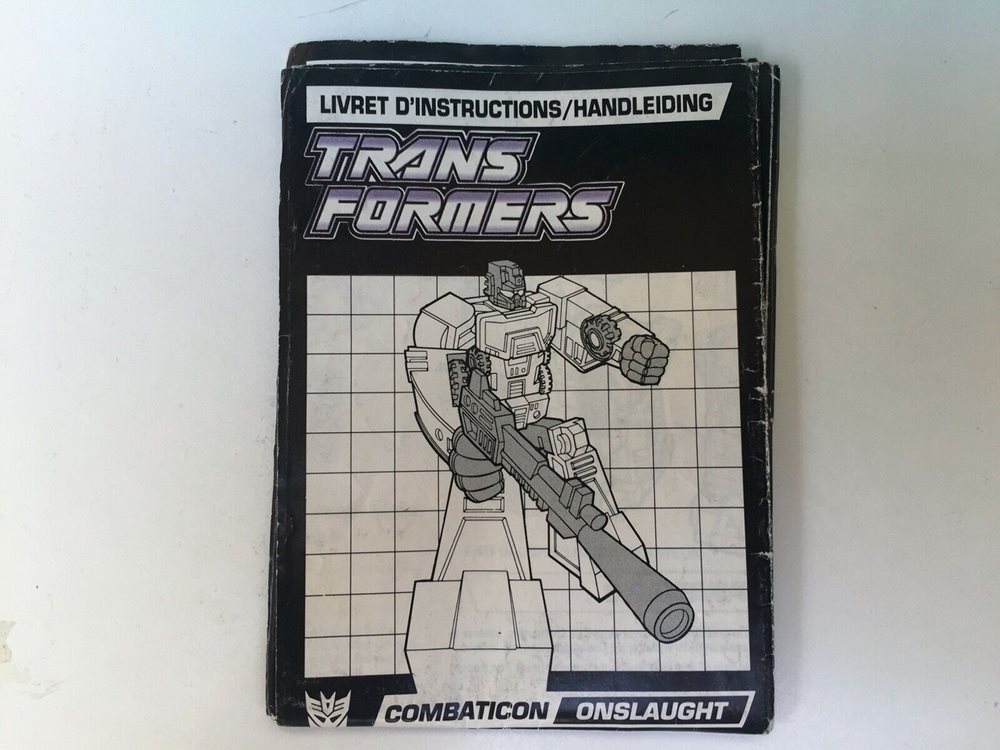 LIVRET D'INSTRUCTIONS/HANDLEIDING
TRANS
FORMERS
COMBATICON ONSLAUGHT